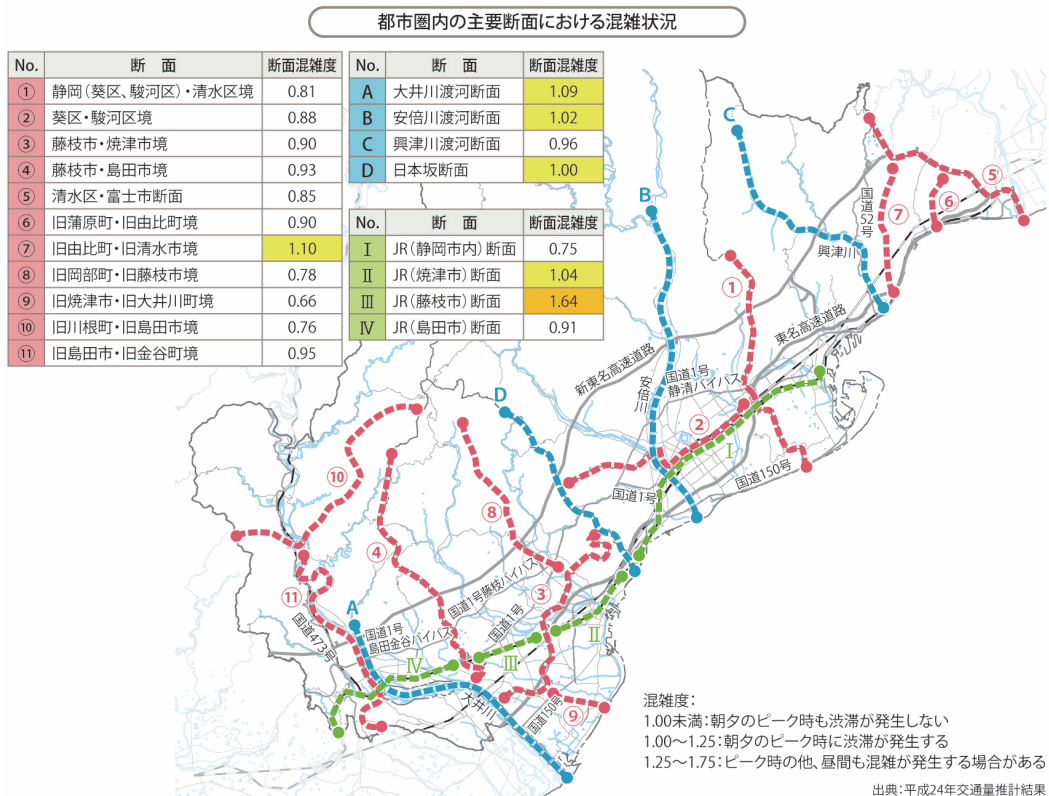 都市圏内の主要断面における混雑状況
No. 断 面 断面混雑度
① 静岡(葵区、駿河区)・清水区境 0.81
② 葵区・駿河区境 0.88
③ 藤枝市・焼津市境 0.90
④ 藤枝市・島田市境 0.93
⑤ 清水区・富士市断面 0.85
⑥ 旧蒲原町・旧由比町境 0.90
⑦ 旧由比町・旧清水市境 1.10
⑧ 旧岡部町・旧藤枝市境 0.78
⑨ 旧焼津市・旧大井川町境 0.66
⑩ 旧川根町・旧島田市境 0.76
⑪ 旧島田市・旧金谷町境 0.95
No. 断 面 断面混雑度
A 大井川渡河断面 1.09
B 安倍川渡河断面 1.02
C 興津川渡河断面 0.96
D 日本坂断面 1.00
No. 断 面 断面混雑度
Ⅰ JR(静岡市内)断面 0.75
Ⅱ JR(焼津市)断面 1.04
Ⅲ JR(藤枝市)断面 1.64
Ⅳ JR(島田市)断面 0.91
C
B
⑤
⑥
⑦
国道52号
興津川
①
東名高速道路
新東名高速道路
国道1号
静清バイパス
安倍川
D
②
Ⅰ
国道150号
国道1号
⑩
⑧
④
③
国道1号藤枝バイパス
⑪
A
国道473号
国道1号
島田金谷バイパス
国道1号
Ⅱ
Ⅲ
Ⅳ
大井川
国道150号
⑨
混雑度:
1.00未満:朝夕のピーク時も渋滞が発生しない
1.00~1.25:朝夕のピーク時に渋滞が発生する
1.25~1.75:ピーク時の他、昼間も混雑が発生する場合がある
出典:平成24年交通量推計結果